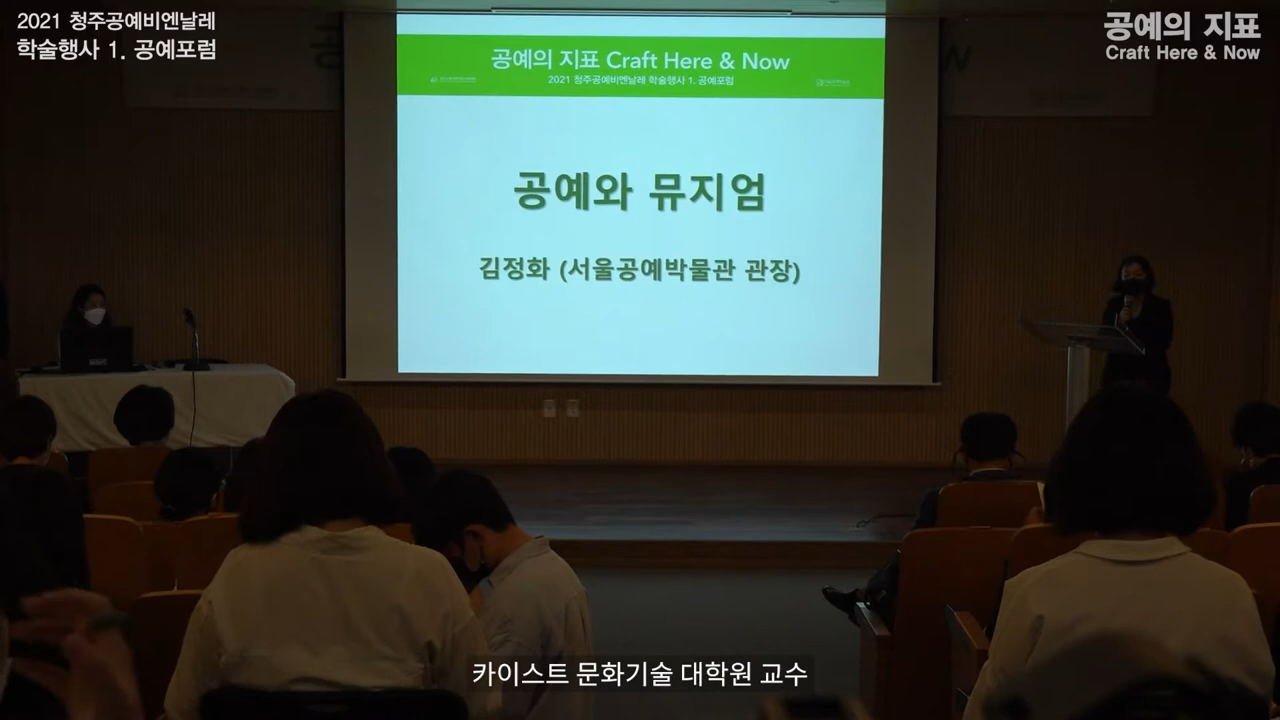 2021 청주공예비엔날레
학술행사 1. 공예포럼
공예의 지표
Craft Here & Now
공예의 지표 Craft Here & Now
2021 청주공예비엔날레 학술행사 1. 공예포럼
공예와 뮤지엄
김정화 (서울공예박물관 관장)
카이스트 문화기술 대학원 교수